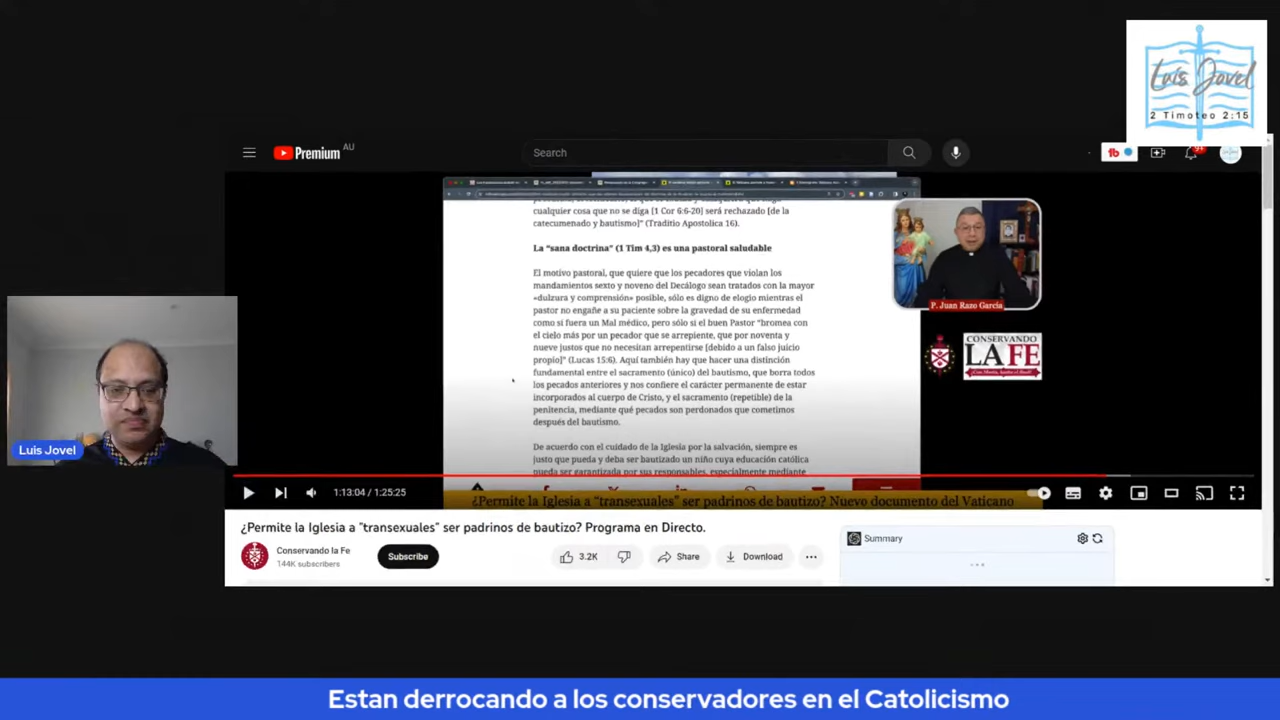 Luis Jovel
2 Timoteo 2:15
Premium AU
Search
cualquier cosa que no se diga [1 Cor 6:6-20] será rechazado [de la
catecumenado y bautismo]" (Traditio Apostolica 16).
La "sana doctrina" (1 Tim 4,3) es una pastoral saludable
El motivo pastoral, que quiere que los pecadores que violan los
mandamientos sexto y noveno del Decálogo sean tratados con la mayor
«dulzura y comprensión» posible, sólo es digno de elogio mientras el
pastor no engañe a su paciente sobre la gravedad de su enfermedad
como si fuera un Mal médico, pero sólo si el buen Pastor "bromea con
el cielo más por un pecador que se arrepiente, que por noventa y
nueve justos que no necesitan arrepentirse [debido a un falso juicio
propio]" (Lucas 15:6). Aquí también hay que hacer una distinción
fundamental entre el sacramento (único) del bautismo, que borra todos
los pecados anteriores y nos confiere el carácter permanente de estar
incorporados al cuerpo de Cristo, y el sacramento (repetible) de la
penitencia, mediante qué pecados son perdonados que cometimos
después del bautismo.
De acuerdo con el cuidado de la Iglesia por la salvación, siempre es
justo que pueda y deba ser bautizado un niño cuya educación católica
pueda ser garantizada por sus responsables, especialmente mediante
P. Juan Razo García
CONSERVANDO
LA FE
Luis Jovel
1:13:04 / 1:25:25
¿Permite la Iglesia a "transexuales" ser padrinos de bautizo? Nuevo documento del Vaticano
¿Permite la Iglesia a "transexuales" ser padrinos de bautizo? Programa en Directo.
Conservando la Fe
144K subscribers
Subscribe
3.2K
Share
Download
Summary
Estan derrocando a los conservadores en el Catolicismo